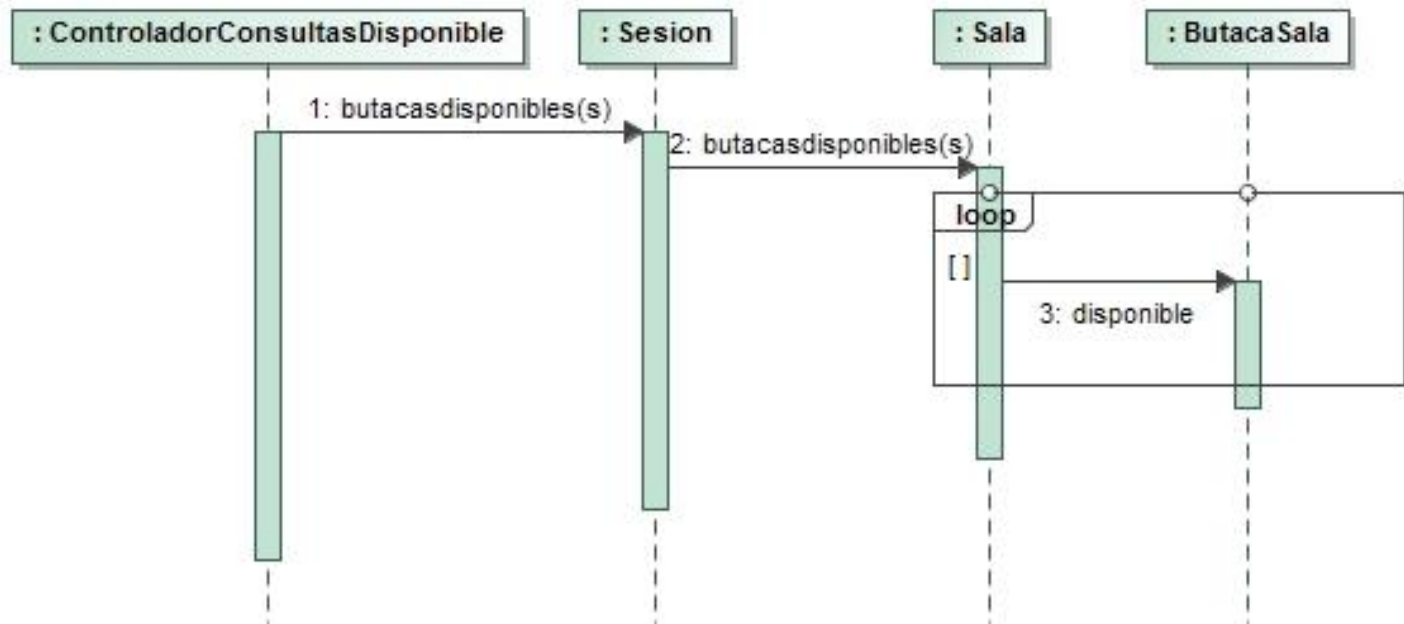 : ControladorConsultasDisponible
: Sesion
: Sala
: ButacaSala
1: butacasdisponibles(s)
2: butacasdisponibles(s)
loop
[ ]
3: disponible